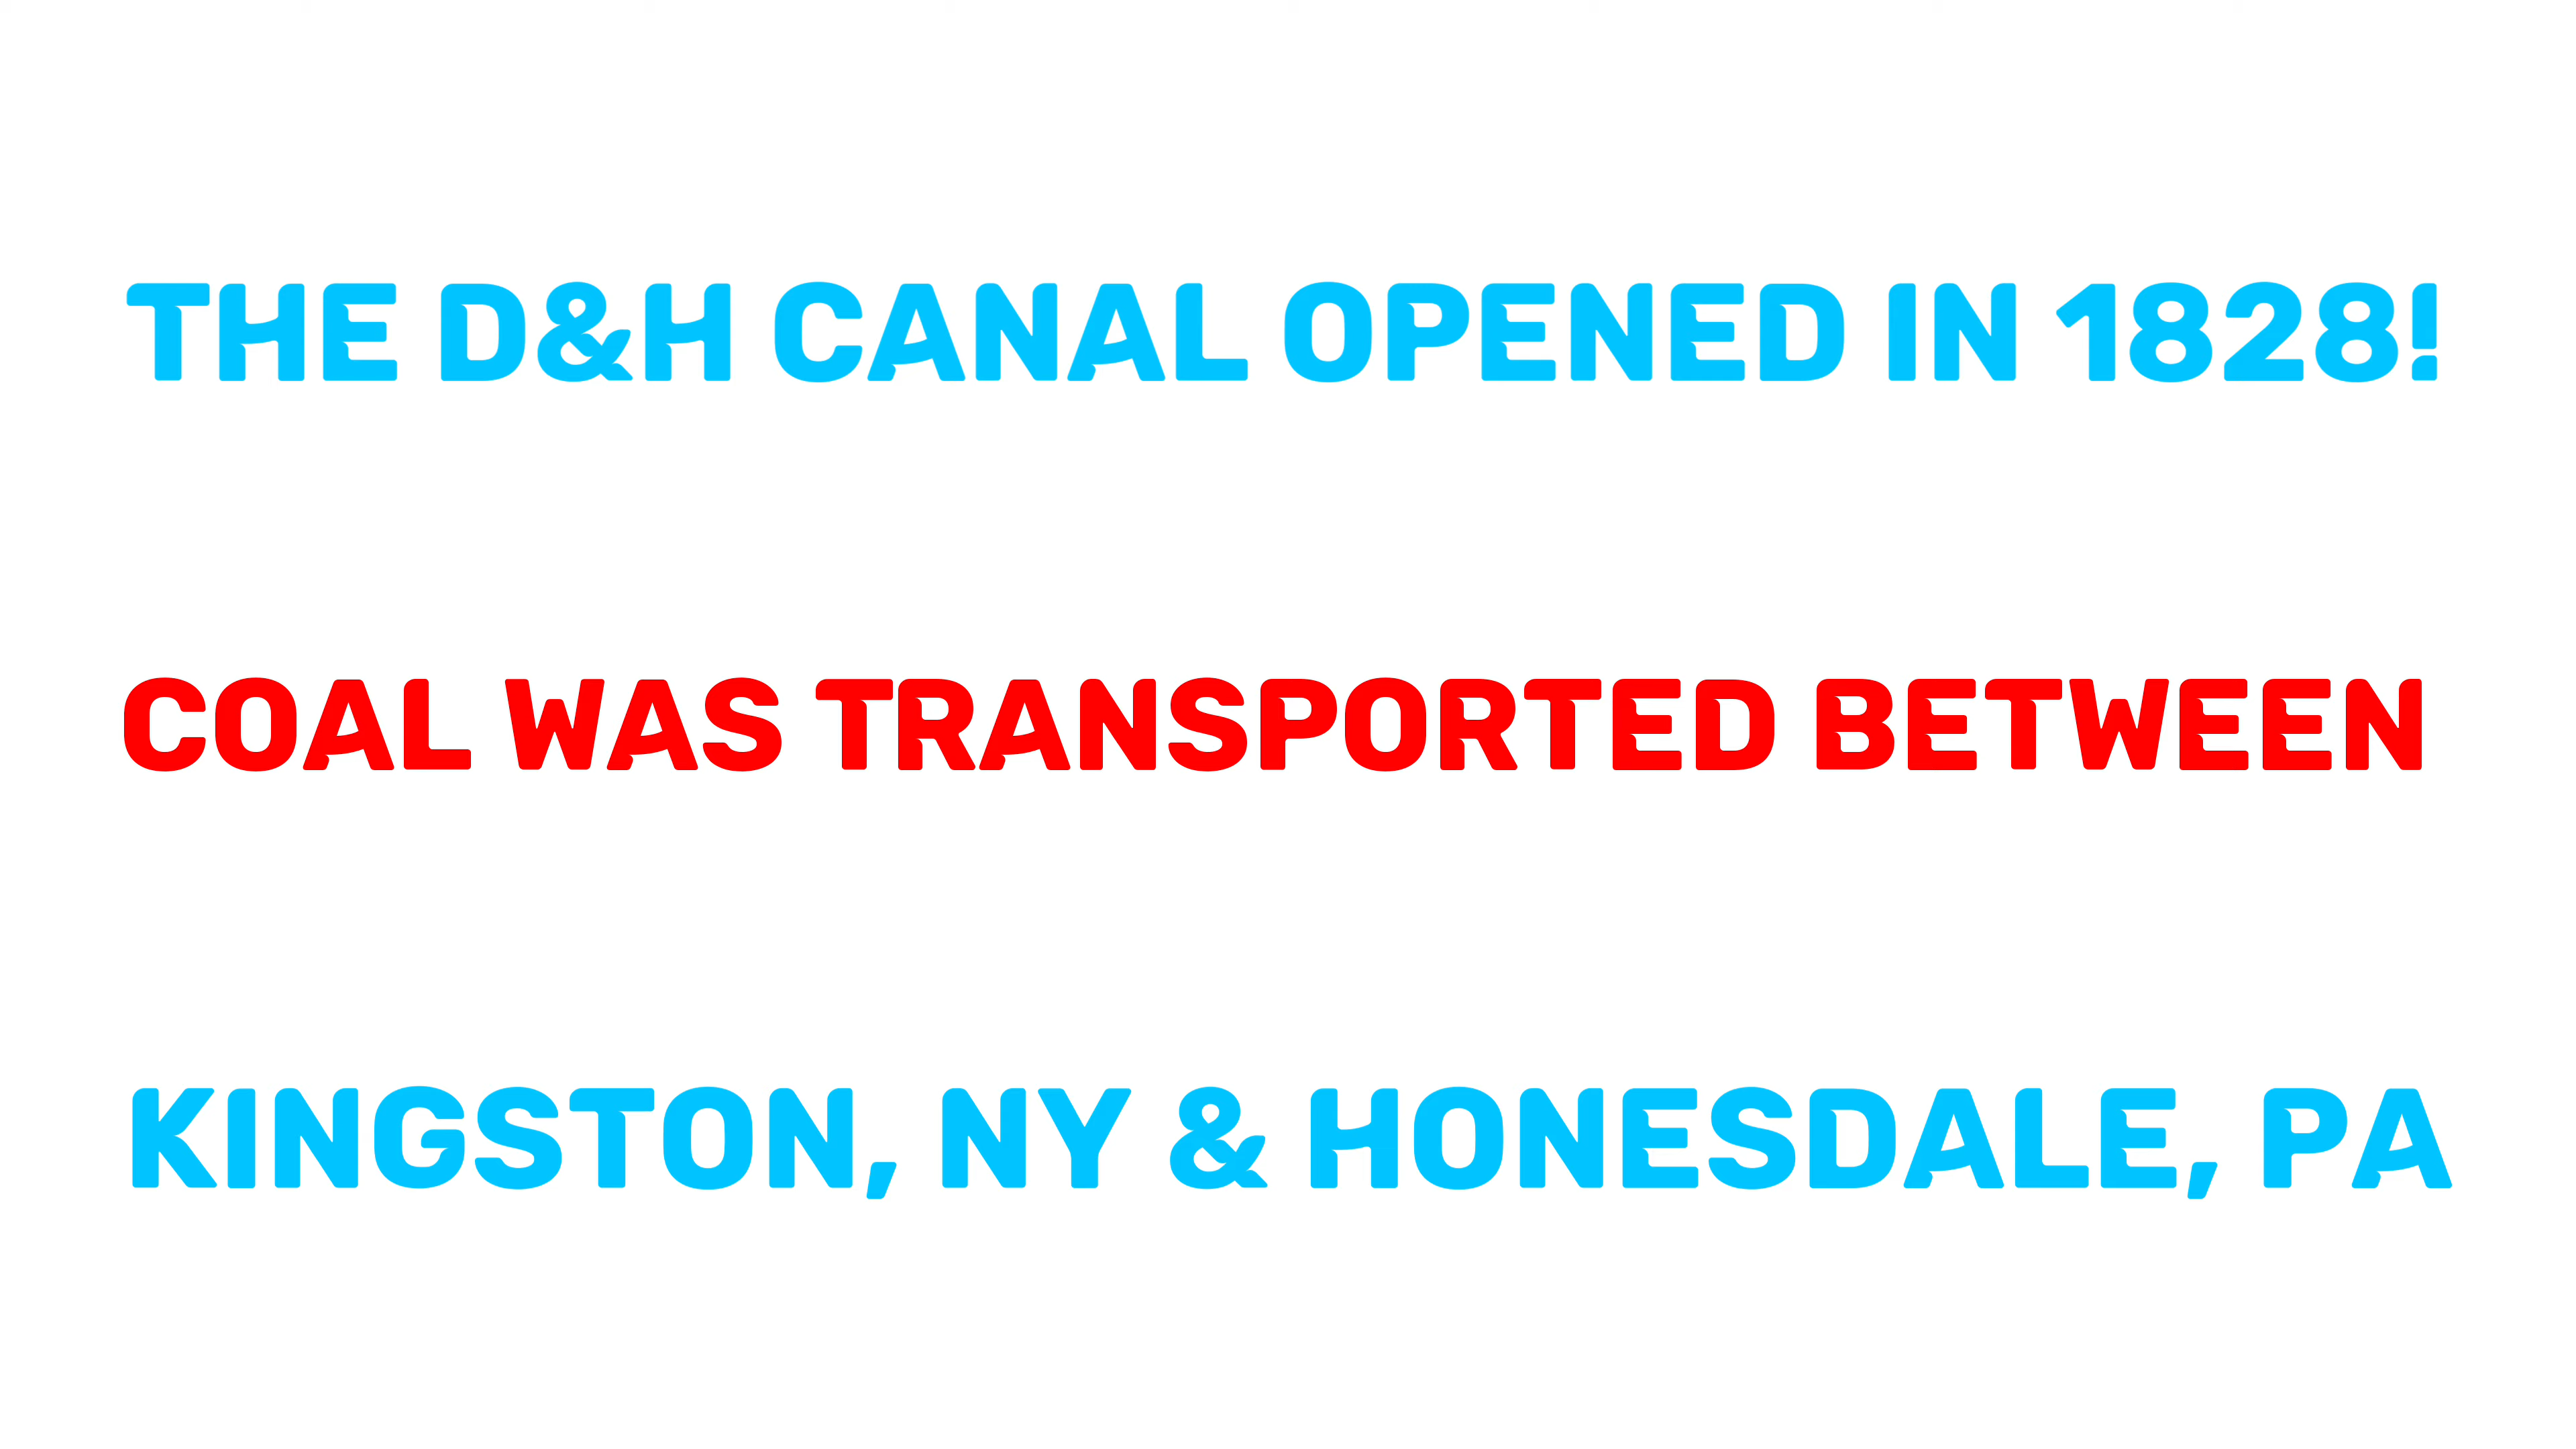 THE D&H CANAL OPENED IN 1828!
COAL WAS TRANSPORTED BETWEEN
KINGSTON, NY & HONESDALE, PA